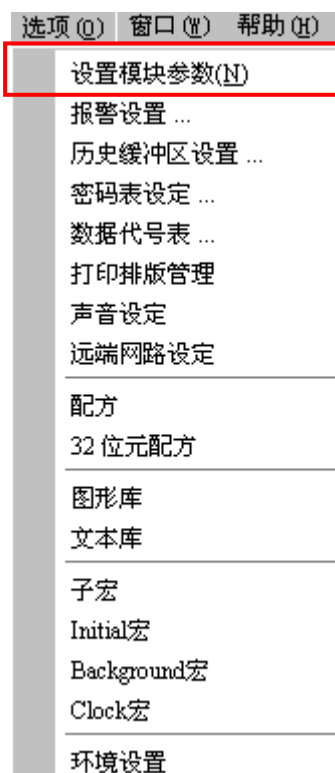 选项(O) 窗口(W) 帮助(H)
设置模块参数(N)
报警设置 ...
历史缓冲区设置 ...
密码表设定 ...
数据代号表 ...
打印排版管理
声音设定
远端网路设定
配方
32 位元配方
图形库
文本库
子宏
Initial宏
Background宏
Clock宏
环境设置